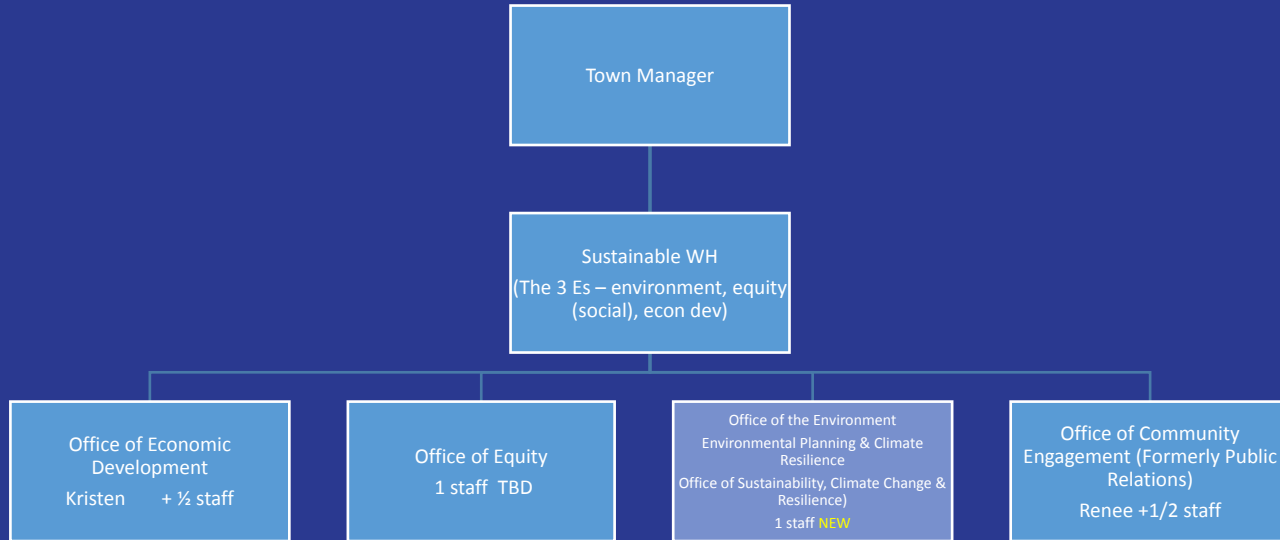 Town Manager
Sustainable WH
(The 3 Es – environment, equity
(social), econ dev)
Office of Economic
Development
Kristen + ½ staff
Office of Equity
1 staff TBD
Office of the Environment
Environmental Planning & Climate
Resilience
Office of Sustainability, Climate Change &
Resilience)
1 staff NEW
Office of Community
Engagement (Formerly Public
Relations)
Renee +1/2 staff